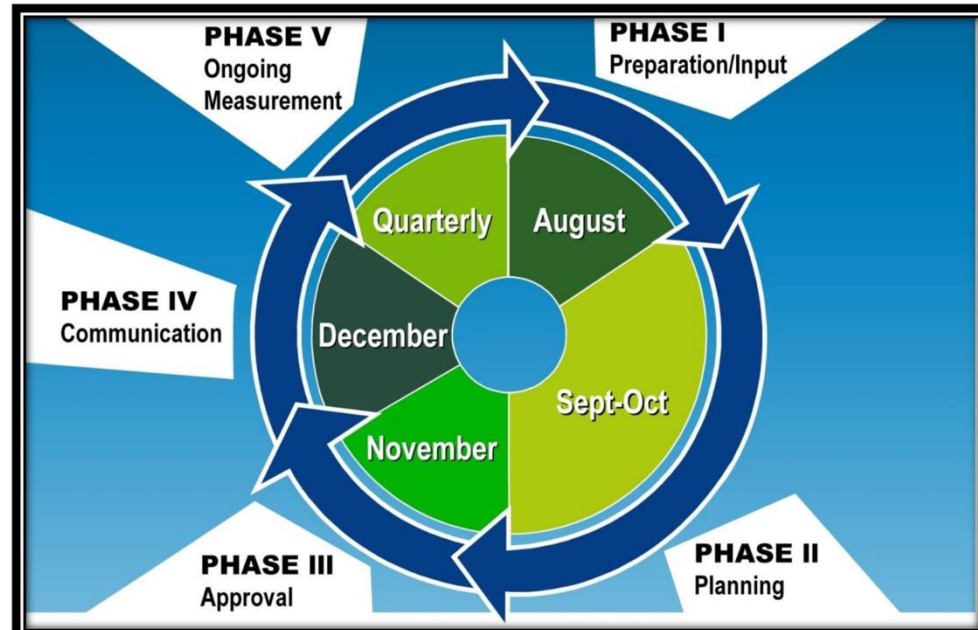 PHASE V
Ongoing
Measurement
PHASE I
Preparation/Input
Quarterly
August
PHASE IV
Communication
December
Sept-Oct
November
PHASE III
Approval
PHASE II
Planning